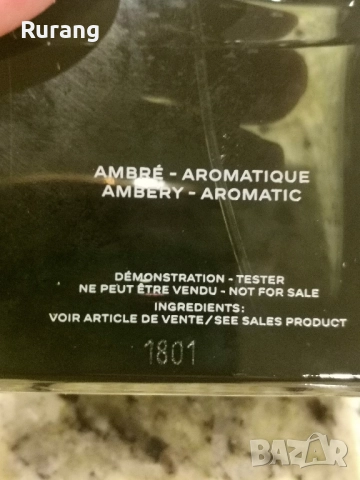 Rurang
AMBRÉ - AROMATIQUE
AMBERY - AROMATIC
DÉMONSTRATION - TESTER
NE PEUT ÊTRE VENDU - NOT FOR SALE
INGREDIENTS:
VOIR ARTICLE DE VENTE/SEE SALES PRODUCT
1801
BAZAR